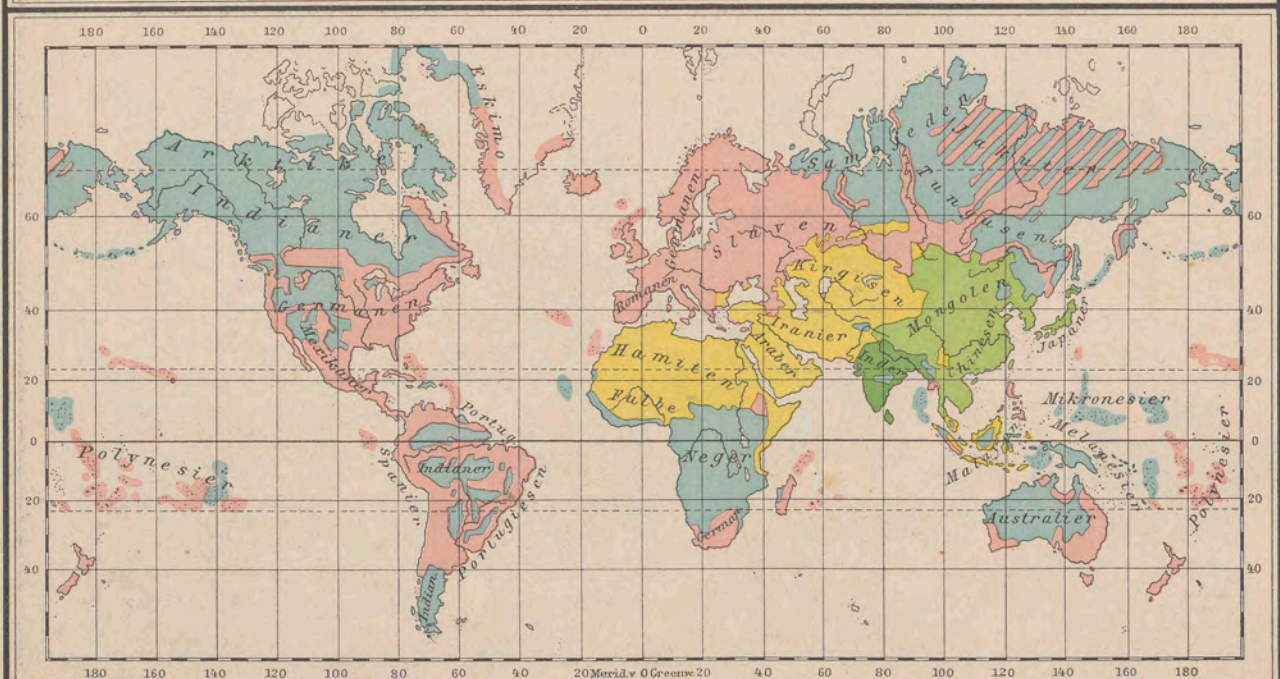 180 160 140 120 100 80 60 40 20 0 20 40 60 80 100 120 140 160 180
Eskimo
Arktiker
Samojeden
Jakuten
Tungusen
60 60
Indianer
Germanen
Slaven
Kirgisen
Romanen
Mongolen
40 40
Germanen
Iranier
Japaner
Mexikaner
Hamiten
Araber
Inder
Chinesen
20 20
Fulbe
Mikronesier
Portug.
Melanesier
0 0
Polynesier
Indianer
Neger
Malayen
Polynesier
Spanier
Portugiesen
20 20
Australier
German.
40 40
Indian.
180 160 140 120 100 80 60 40 20 Merid. v. 0 Greenw. 20 40 60 80 100 120 140 160 180